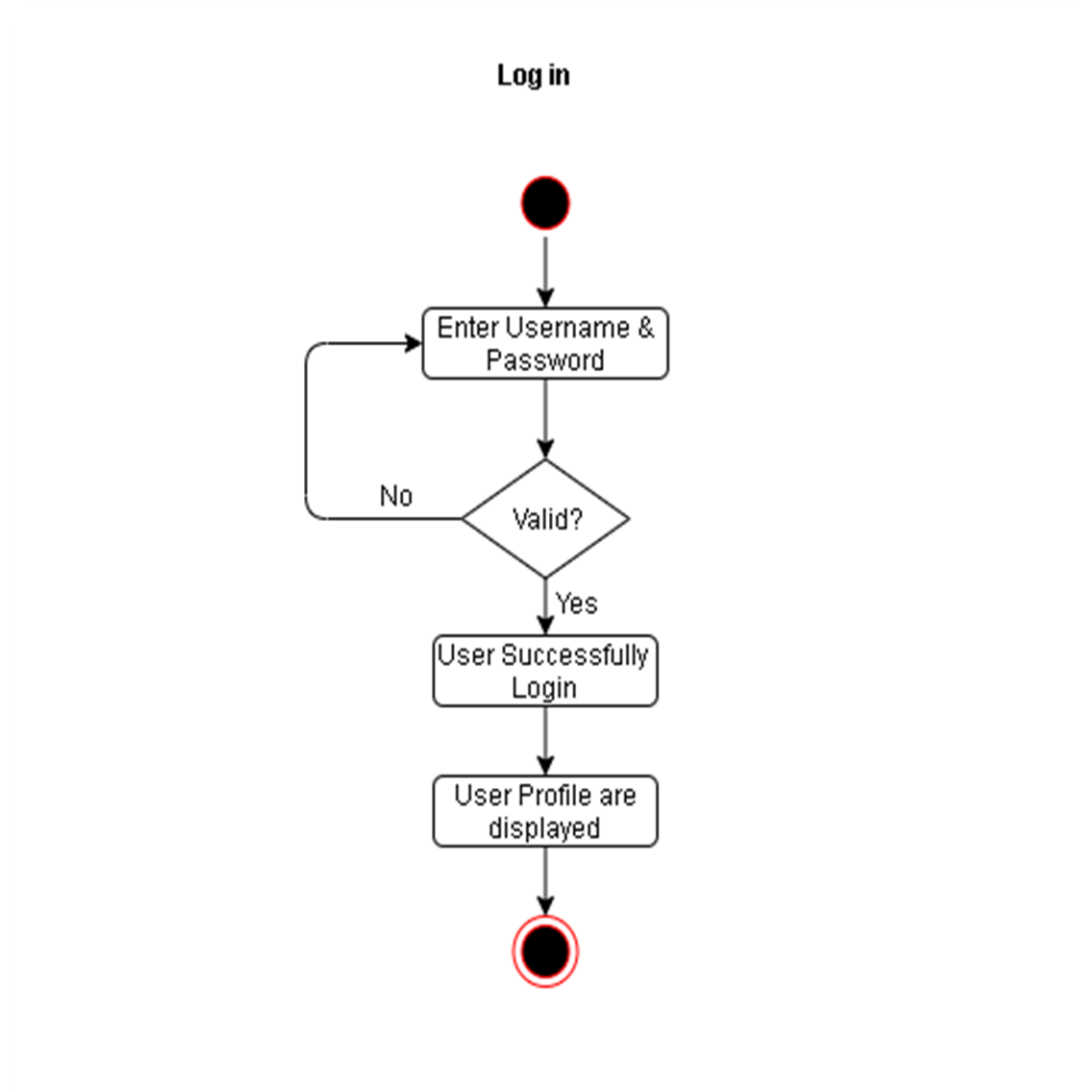 Log in
Enter Username &
Password
No
Valid?
Yes
User Successfully
Login
User Profile are
displayed